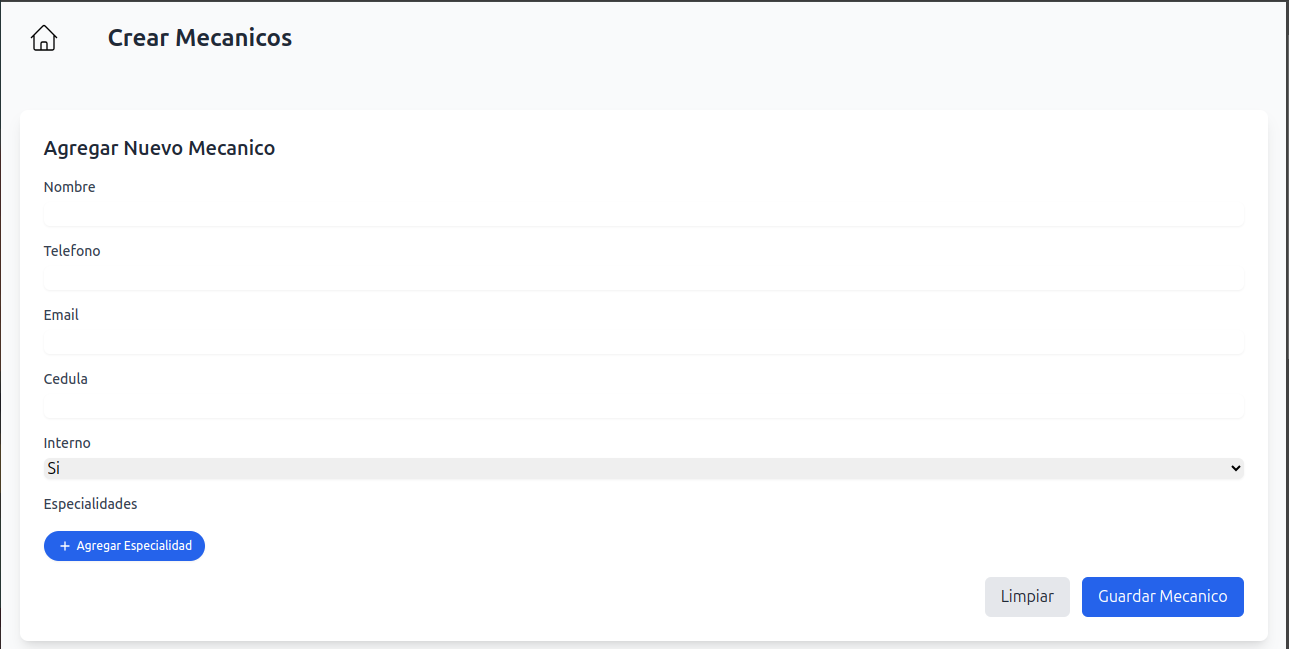 Crear Mecanicos
Agregar Nuevo Mecanico
Nombre
Telefono
Email
Cedula
Interno
Si
Especialidades
+ Agregar Especialidad
Limpiar
Guardar Mecanico